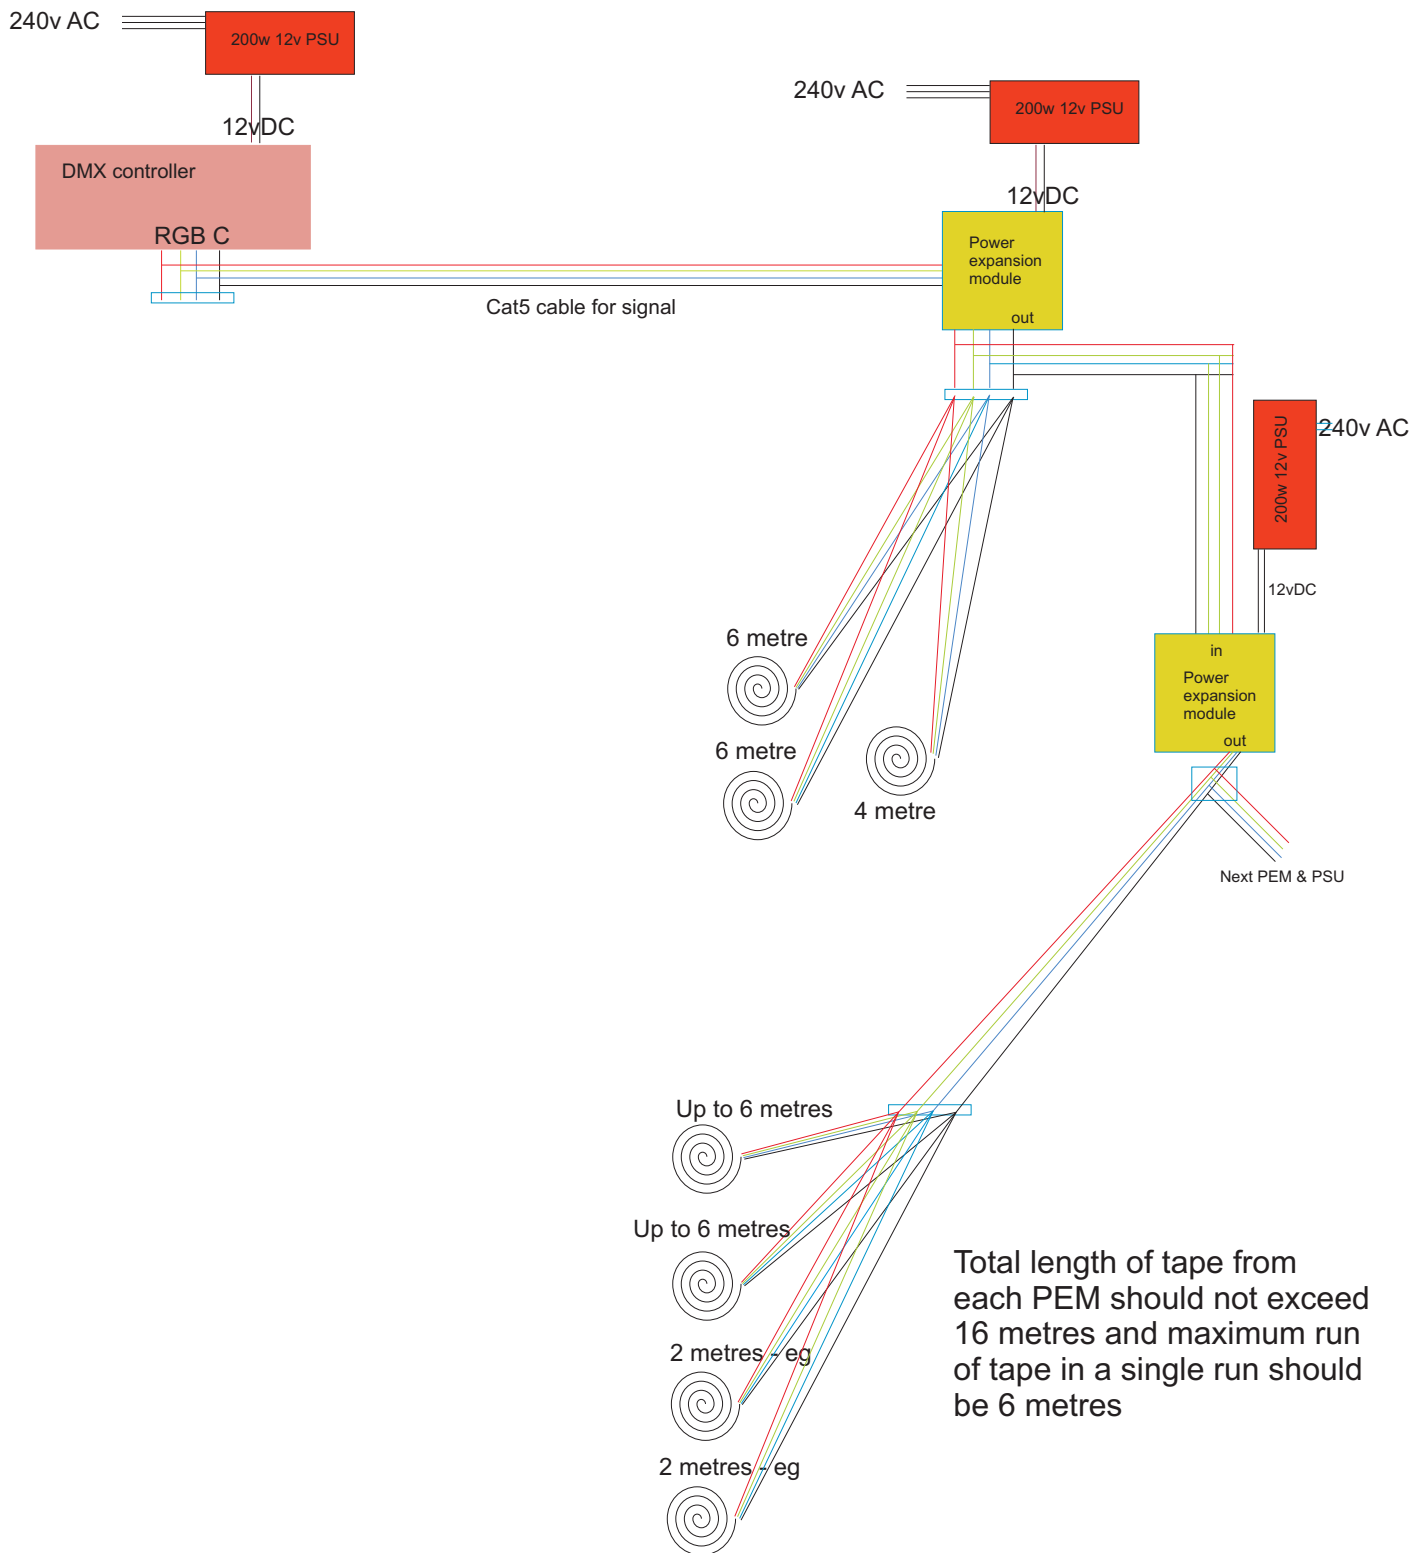 240v AC
200w 12v PSU
12vDC
DMX controller
RGB C
Cat5 cable for signal
240v AC
200w 12v PSU
12vDC
Power
expansion
module
out
240v AC
200w 12v PSU
12vDC
in
Power
expansion
module
out
Next PEM & PSU
6 metre
6 metre
4 metre
Up to 6 metres
Up to 6 metres
2 metres - eg
2 metres - eg
Total length of tape from
each PEM should not exceed
16 metres and maximum run
of tape in a single run should
be 6 metres